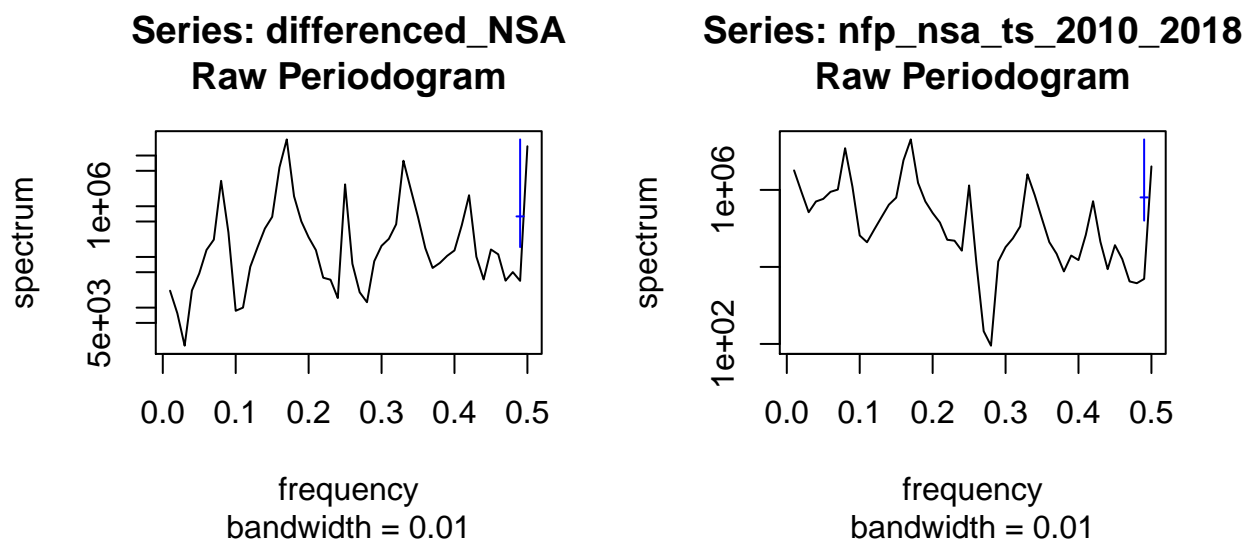 Series: differenced_NSA
Raw Periodogram
spectrum
1e+06
5e+03
0.0 0.1 0.2 0.3 0.4 0.5
frequency
bandwidth = 0.01
Series: nfp_nsa_ts_2010_2018
Raw Periodogram
spectrum
1e+06
1e+02
0.0 0.1 0.2 0.3 0.4 0.5
frequency
bandwidth = 0.01